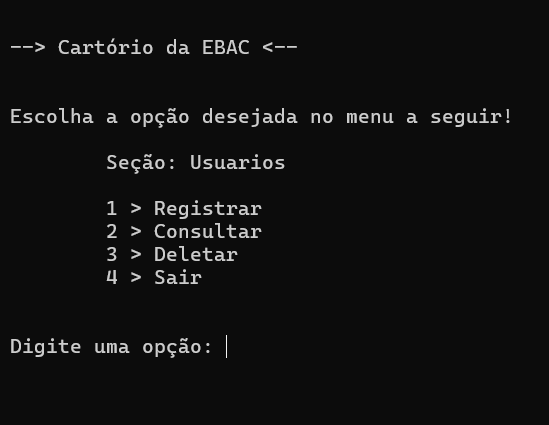 --> Cartório da EBAC <--
Escolha a opção desejada no menu a seguir!
Seção: Usuarios
1 > Registrar
2 > Consultar
3 > Deletar
4 > Sair
Digite uma opção: